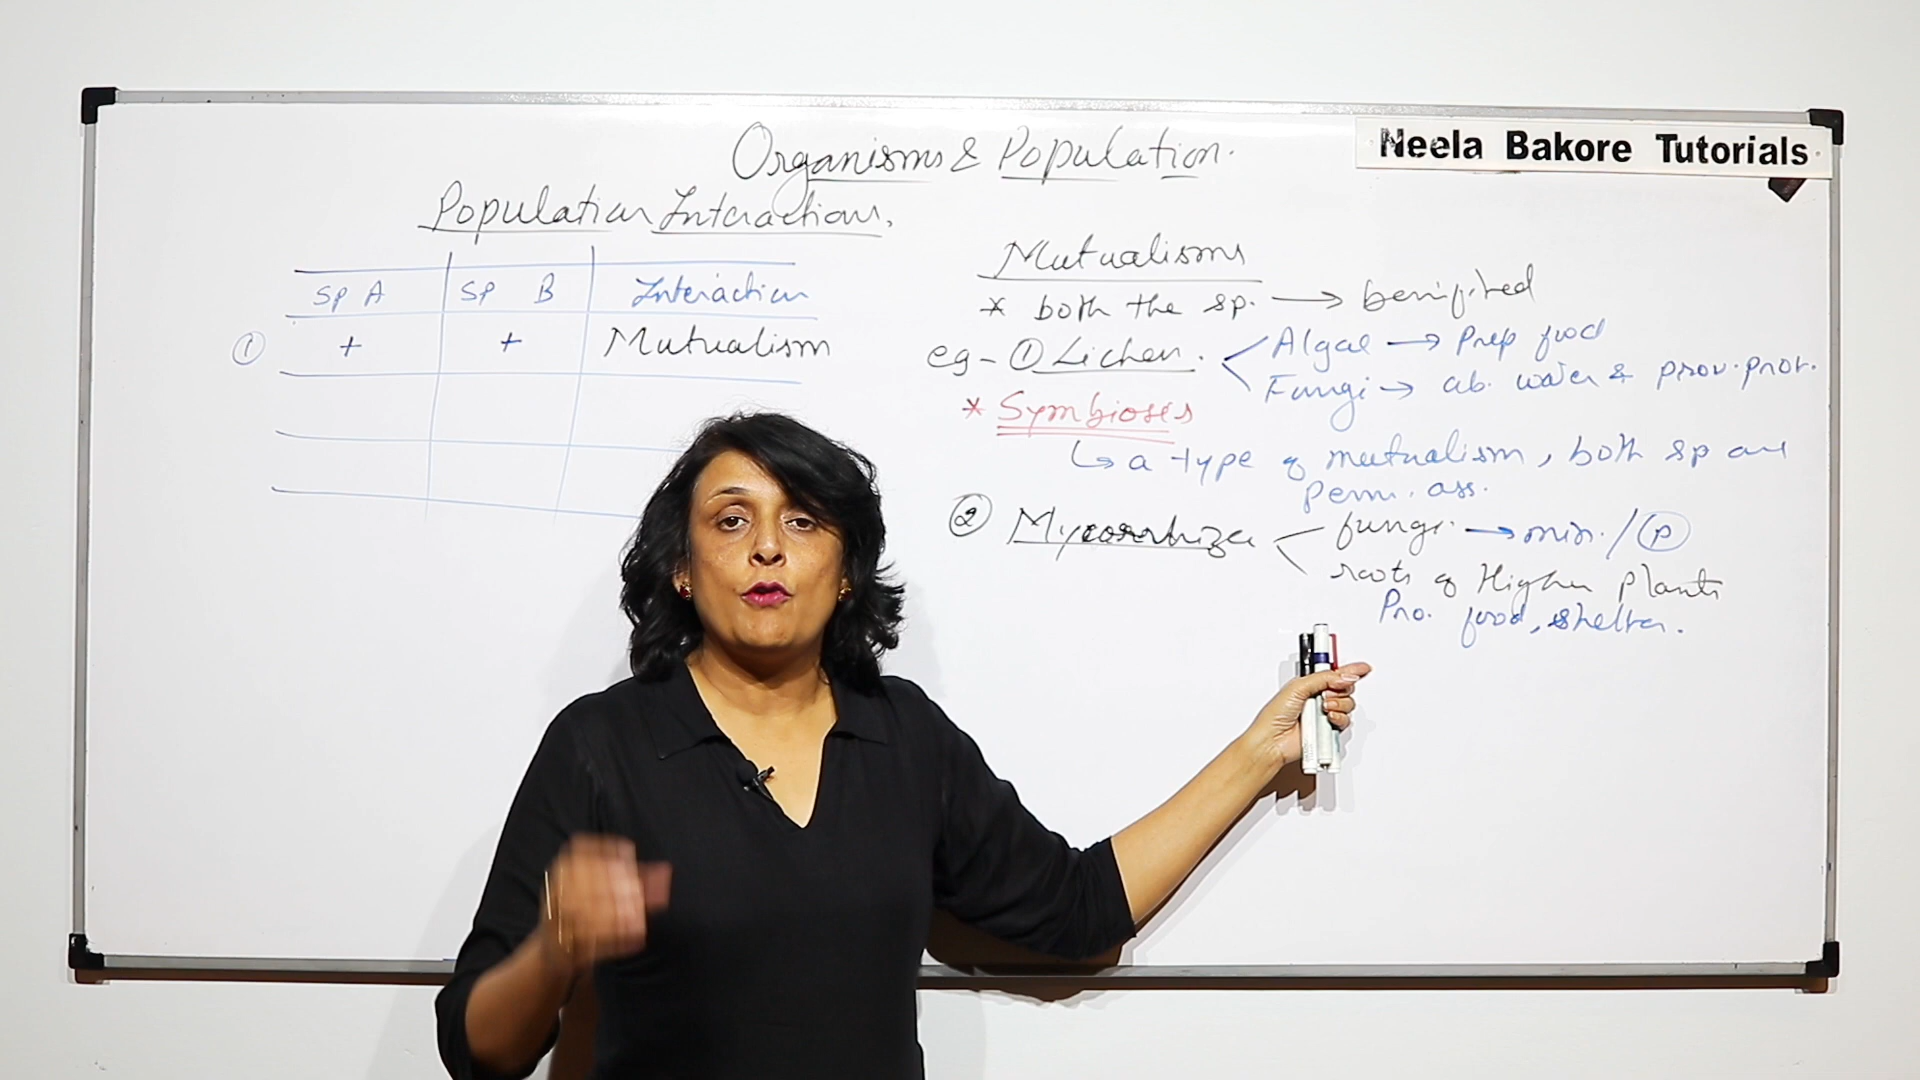 Organisms & Population.
Neela Bakore Tutorials
Population Interactions.
Sp A Sp B Interaction
① + + Mutualism
Mutualisms
* both the sp. → benifited
eg - ① Lichen. Algae → Prep food
Fungi → ab. water & prov. prot.
* Symbioses
↳ a type of mutualism, both sp are
perm. ass.
② Mycorrhiza fungi. → min. / P
roots of Higher plants
Pro. food, shelter.